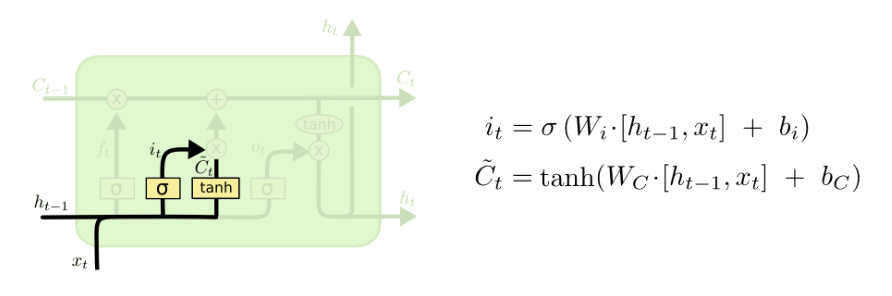 h_t
C_{t-1}
C_t
x
+
tanh
f_t
i_t
x
o_t
x
C̃_t
σ
σ
tanh
σ
h_{t-1}
h_t
x_t
i_t = σ (W_i·[h_{t-1}, x_t] + b_i)
C̃_t = tanh(W_C·[h_{t-1}, x_t] + b_C)